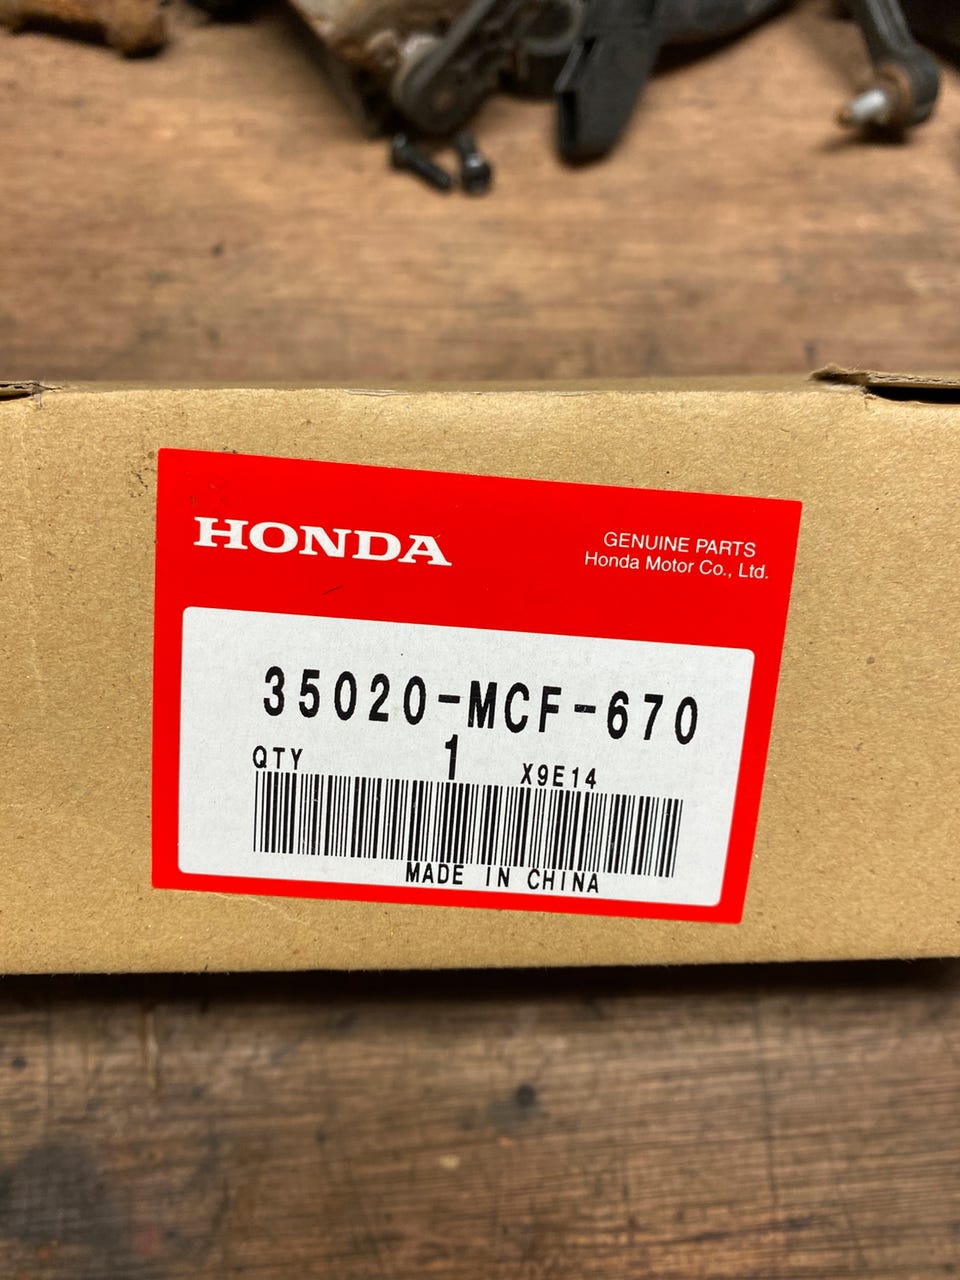 HONDA
GENUINE PARTS
Honda Motor Co., Ltd.
35020-MCF-670
QTY 1 X9E14
MADE IN CHINA